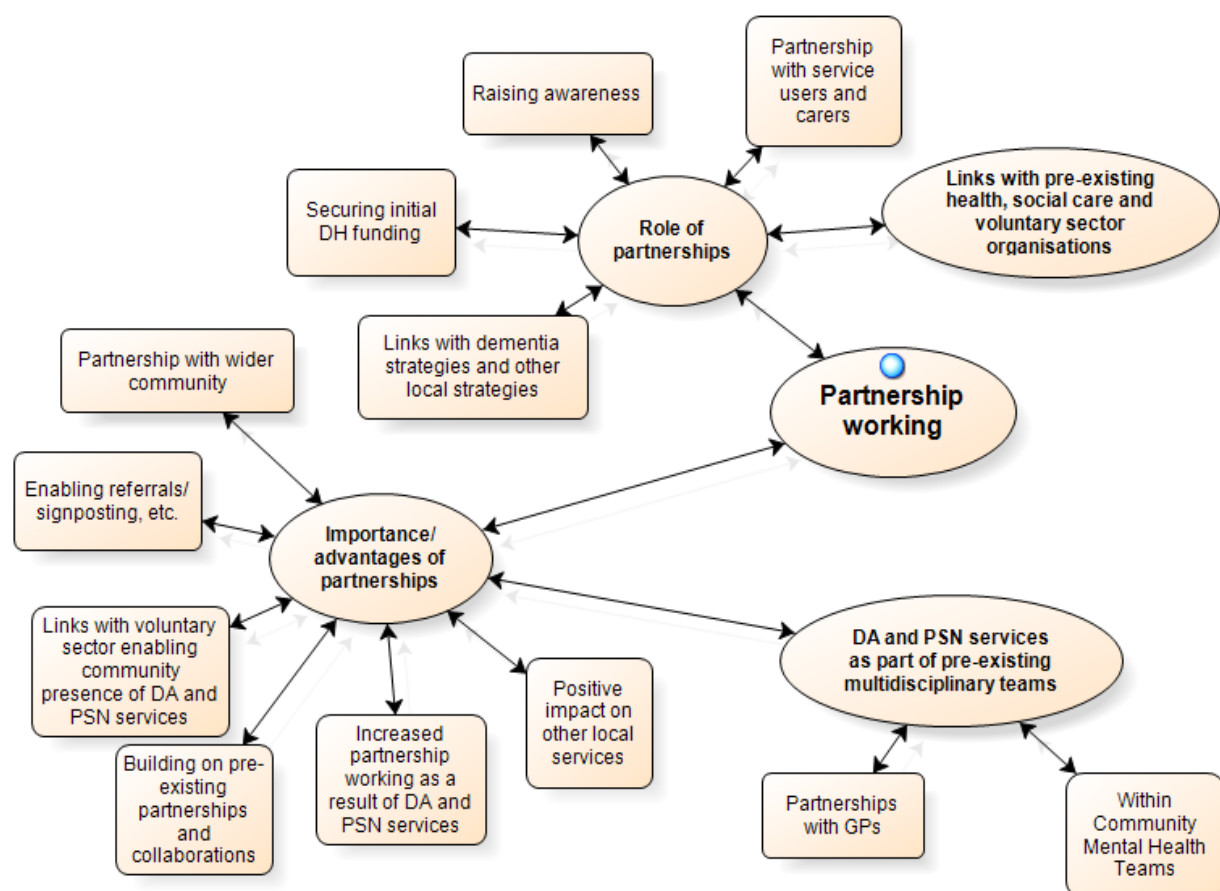 Partnership
with service
users and
carers
Raising awareness
Links with pre-existing
health, social care and
voluntary sector
organisations
Securing initial
DH funding
Role of
partnerships
Links with dementia
strategies and other
local strategies
Partnership with wider
community
Partnership
working
Enabling referrals/
signposting, etc.
Importance/
advantages of
partnerships
Links with voluntary
sector enabling
community
presence of DA and
PSN services
DA and PSN services
as part of pre-existing
multidisciplinary teams
Positive
impact on
other local
services
Increased
partnership
working as a
result of DA and
PSN services
Building on pre-
existing
partnerships
and
collaborations
Partnerships
with GPs
Within
Community
Mental Health
Teams